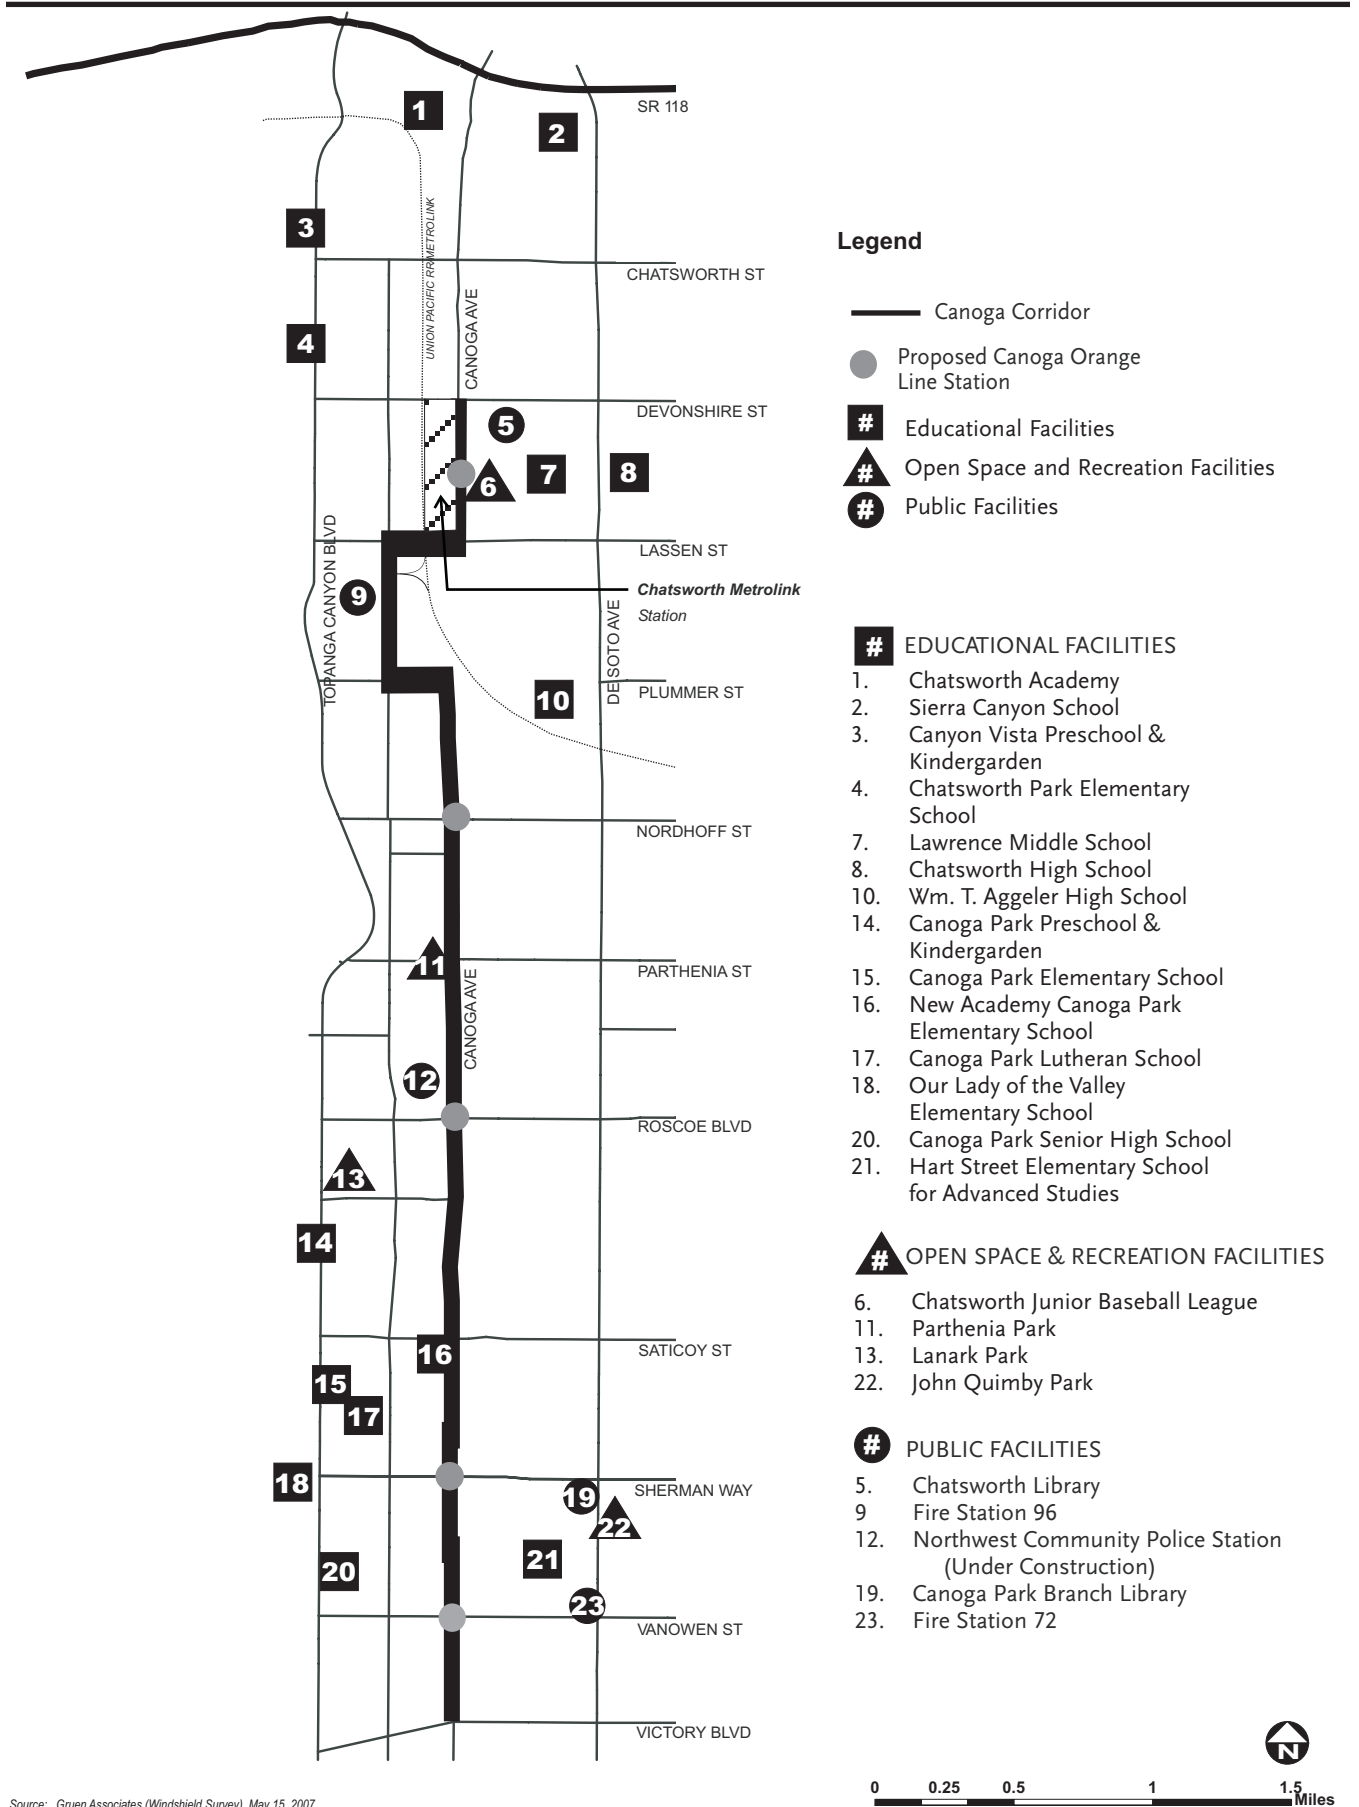 SR 118
1
2
3
UNION PACIFIC RR/METROLINK
CHATSWORTH ST
CANOGA AVE
4
DEVONSHIRE ST
5
6
7
8
LASSEN ST
TOPANGA CANYON BLVD
9
Chatsworth Metrolink
Station
DE SOTO AVE
10
PLUMMER ST
NORDHOFF ST
11
PARTHENIA ST
CANOGA AVE
12
ROSCOE BLVD
13
14
SATICOY ST
16
15
17
18
SHERMAN WAY
19
22
20
21
23
VANOWEN ST
VICTORY BLVD
Legend
Canoga Corridor
Proposed Canoga Orange
Line Station
# Educational Facilities
# Open Space and Recreation Facilities
# Public Facilities
# EDUCATIONAL FACILITIES
1. Chatsworth Academy
2. Sierra Canyon School
3. Canyon Vista Preschool &
Kindergarden
4. Chatsworth Park Elementary
School
7. Lawrence Middle School
8. Chatsworth High School
10. Wm. T. Aggeler High School
14. Canoga Park Preschool &
Kindergarden
15. Canoga Park Elementary School
16. New Academy Canoga Park
Elementary School
17. Canoga Park Lutheran School
18. Our Lady of the Valley
Elementary School
20. Canoga Park Senior High School
21. Hart Street Elementary School
for Advanced Studies
# OPEN SPACE & RECREATION FACILITIES
6. Chatsworth Junior Baseball League
11. Parthenia Park
13. Lanark Park
22. John Quimby Park
# PUBLIC FACILITIES
5. Chatsworth Library
9 Fire Station 96
12. Northwest Community Police Station
(Under Construction)
19. Canoga Park Branch Library
23. Fire Station 72
N
0 0.25 0.5 1 1.5
Miles
Source: Gruen Associates (Windshield Survey), May 15, 2007